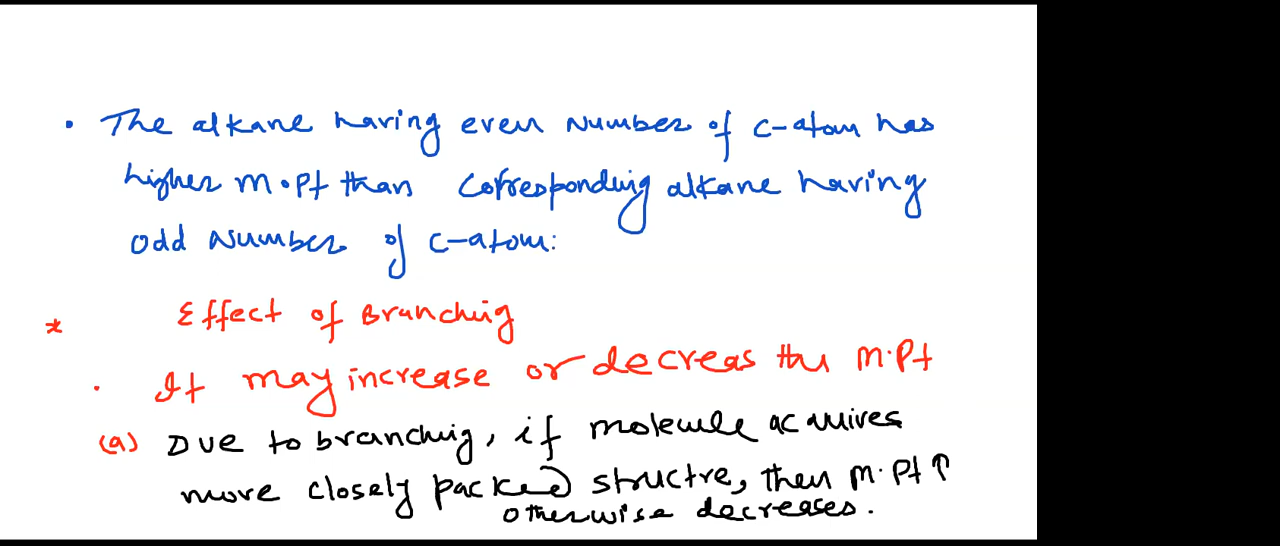 • The alkane having even number of c-atom has
higher m.Pt than corresponding alkane having
odd number of c-atom:
* Effect of Branching
• It may increase or decreas the M.Pt
(a) Due to branching, if molecule acquires
more closely packed structre, then M.Pt ↑
otherwise decreases.